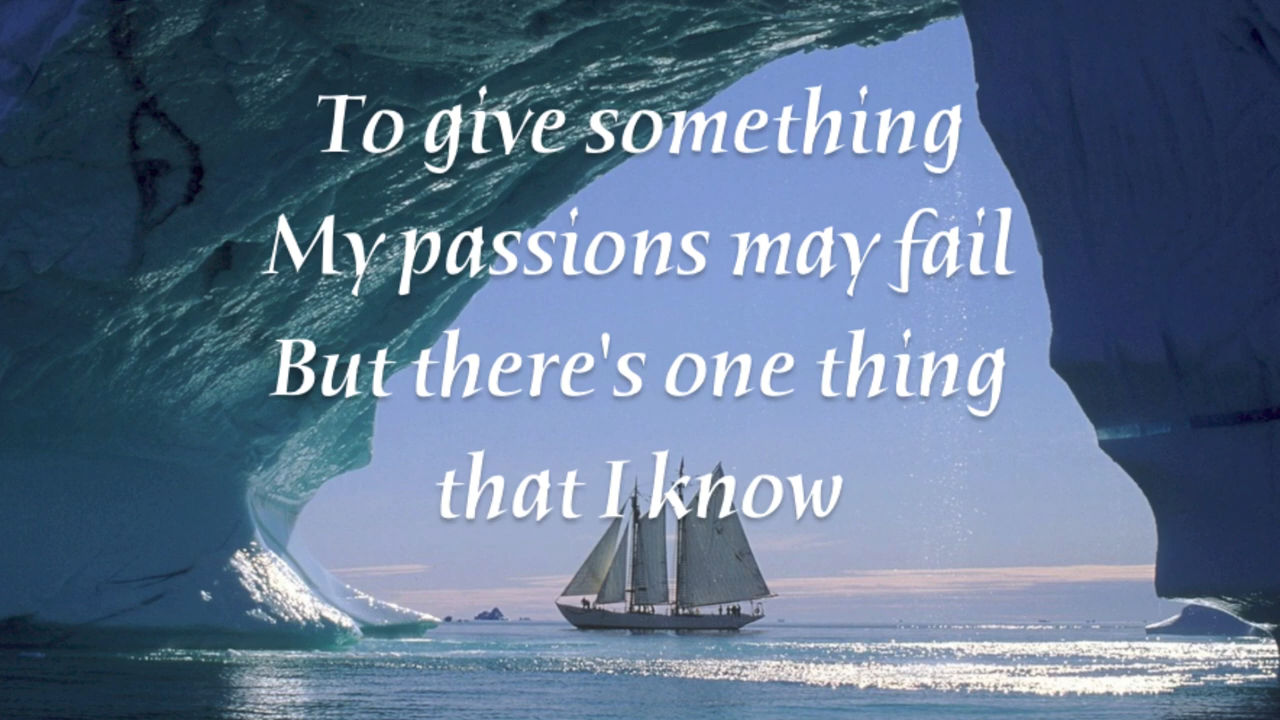 To give something
My passions may fail
But there's one thing
that I know